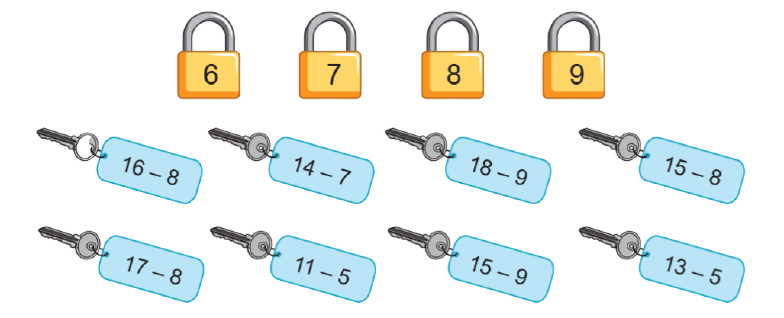 6 7 8 9
16 – 8 14 – 7 18 – 9 15 – 8
17 – 8 11 – 5 15 – 9 13 – 5